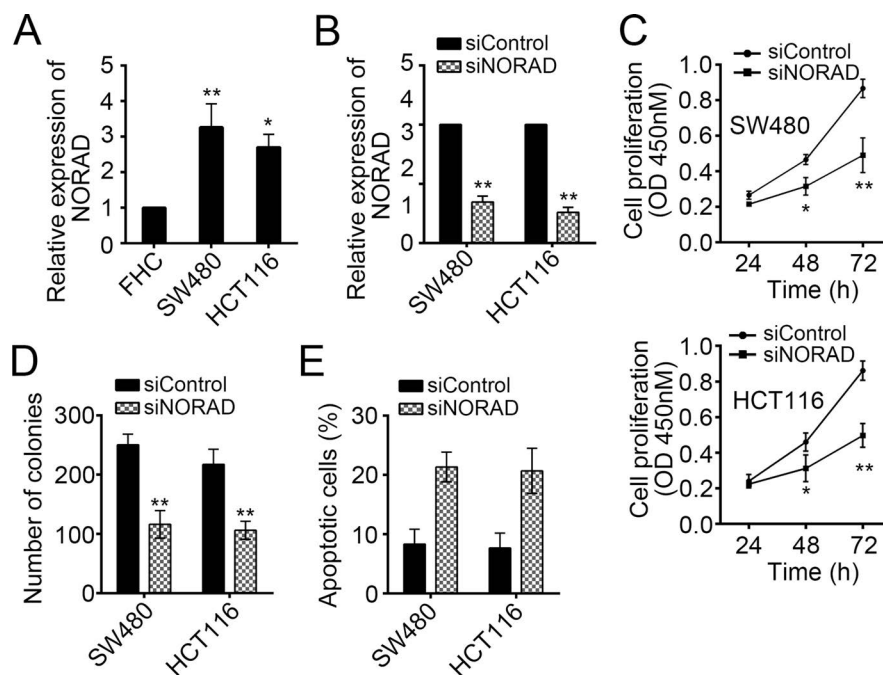 A
Relative expression of
NORAD
5
4
3
2
1
0
**
*
FHC
SW480
HCT116
B
siControl
siNORAD
Relative expression of
NORAD
5
4
3
2
1
0
**
**
SW480
HCT116
C
siControl
siNORAD
SW480
Cell proliferation
(OD 450nM)
1.0
0.8
0.6
0.4
0.2
0.0
*
**
24 48 72
Time (h)
siControl
siNORAD
HCT116
Cell proliferation
(OD 450nM)
1.0
0.8
0.6
0.4
0.2
0.0
*
**
24 48 72
Time (h)
D
siControl
siNORAD
Number of colonies
300
200
100
0
**
**
SW480
HCT116
E
siControl
siNORAD
Apoptotic cells (%)
30
20
10
0
SW480
HCT116